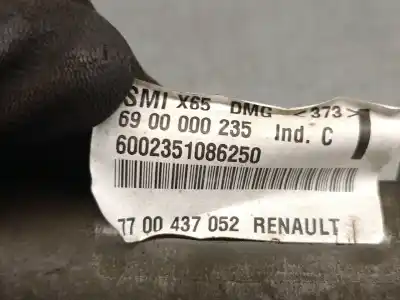 SMI X65 DMG <373>
69 00 000 235 Ind. C
6002351086250
77 00 437 052 RENAULT